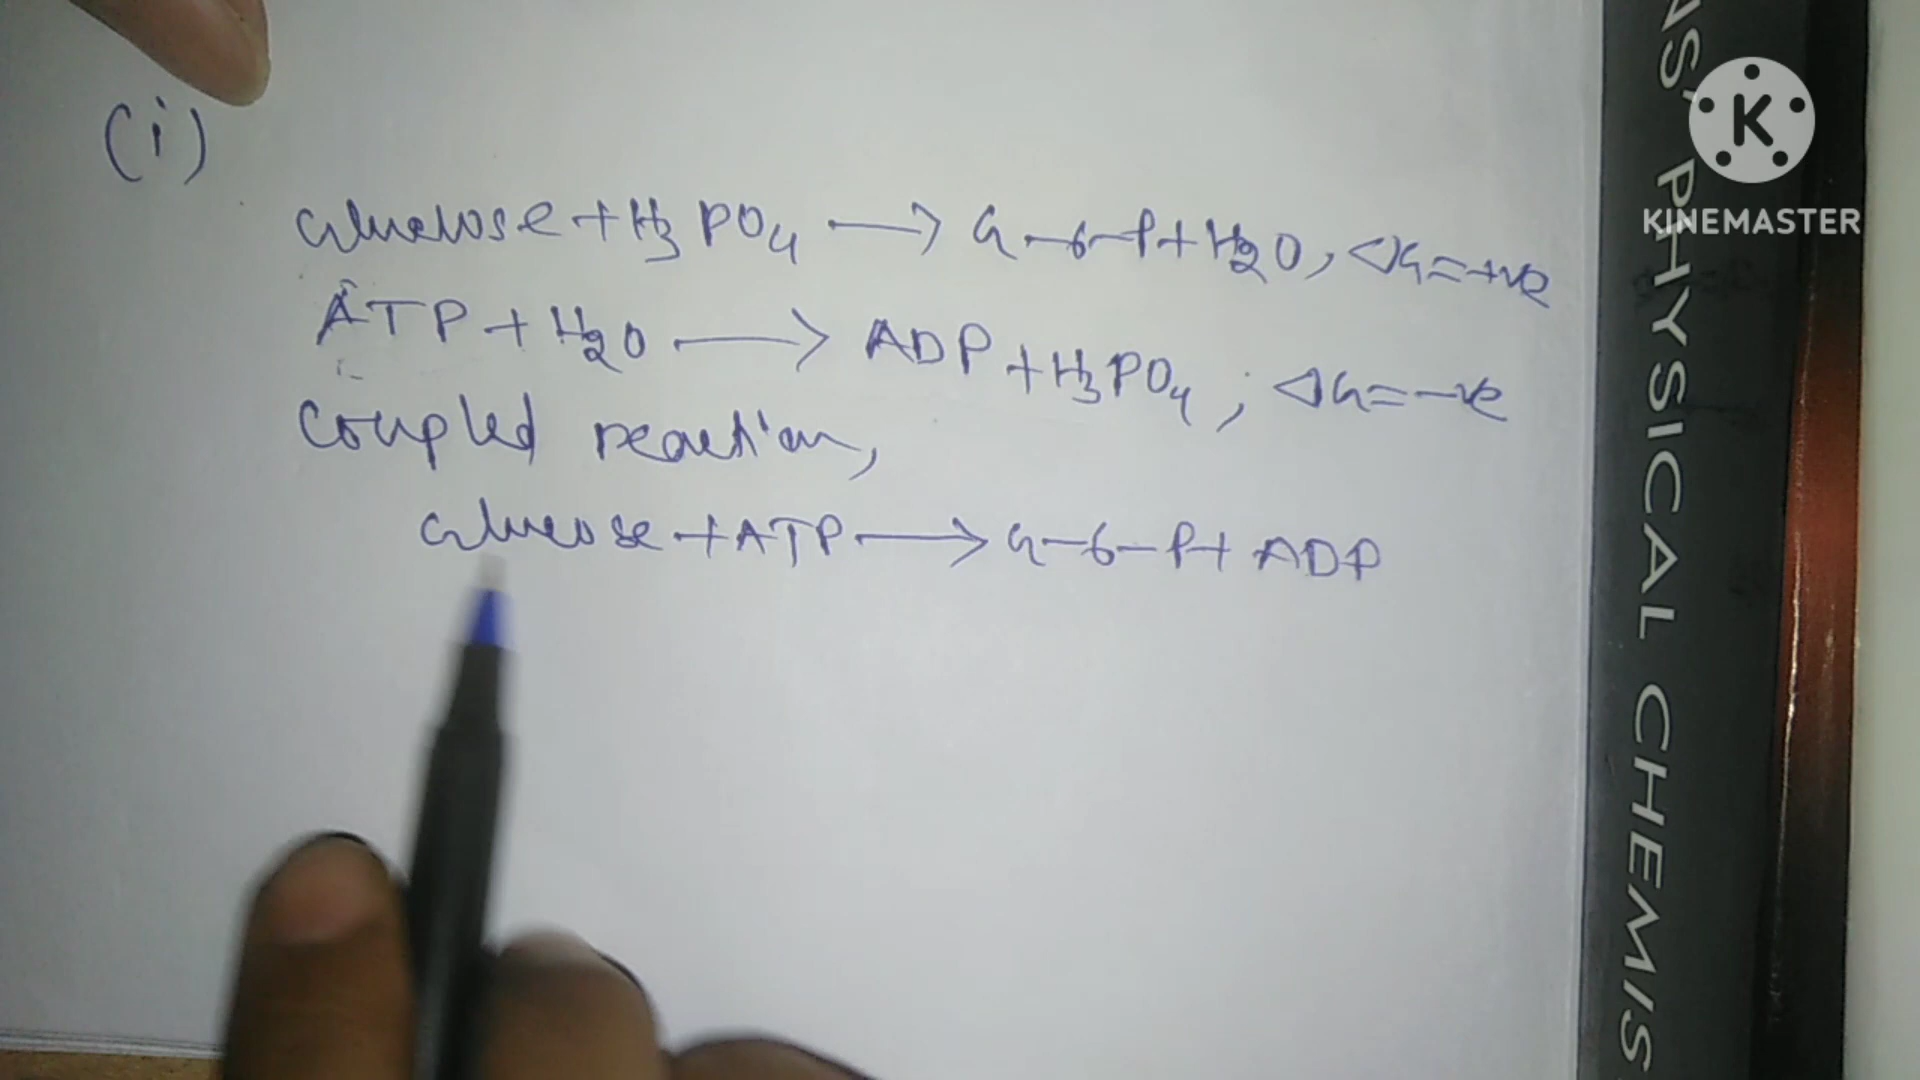 (i)
Glucose + H3PO4 → G-6-P + H2O, ΔG = +ve
ATP + H2O → ADP + H3PO4 ; ΔG = -ve
Coupled reaction,
Glucose + ATP → G-6-P + ADP
NS' PHYSICAL CHEMIS
K
KINEMASTER